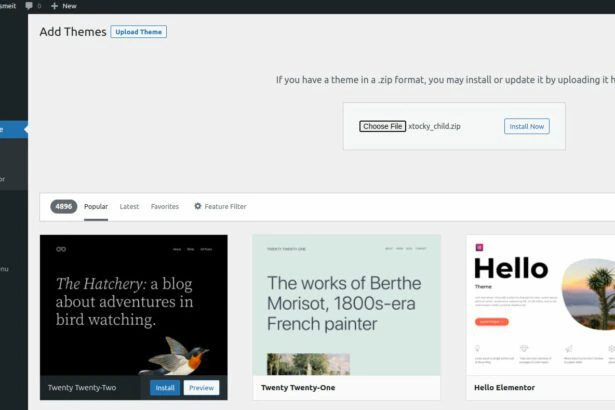 smeit 0 New
Add Themes Upload Theme
If you have a theme in a .zip format, you may install or update it by uploading it h
Choose File xtocky_child.zip Install Now
4896 Popular Latest Favorites Feature Filter
The Hatchery: a blog
about adventures in
bird watching.
TWENTY TWENTY-ONE
The works of Berthe
Morisot, 1800s-era
French painter
Hello
Theme
Twenty Twenty-Two Install Preview
Twenty Twenty-One
Hello Elementor
e
or
enu